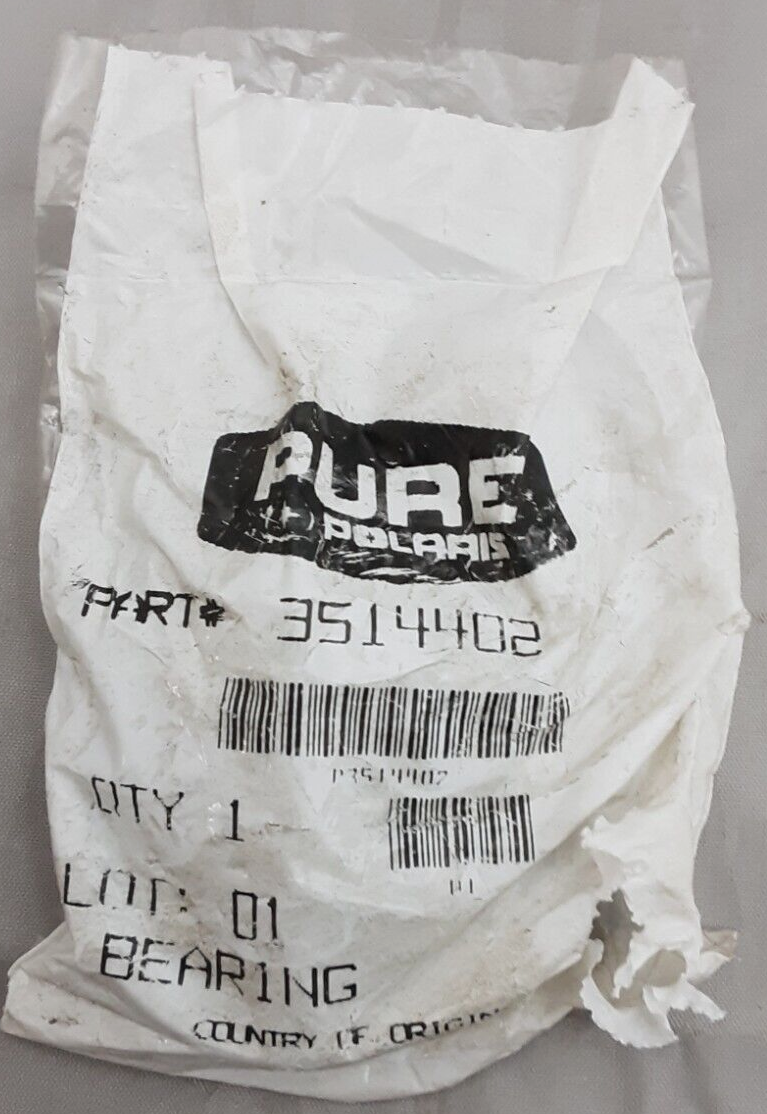 PURE
POLARIS
PART# 3514402
P3514402
QTY 1
LOT: 01
BEARING
COUNTRY OF ORIGIN